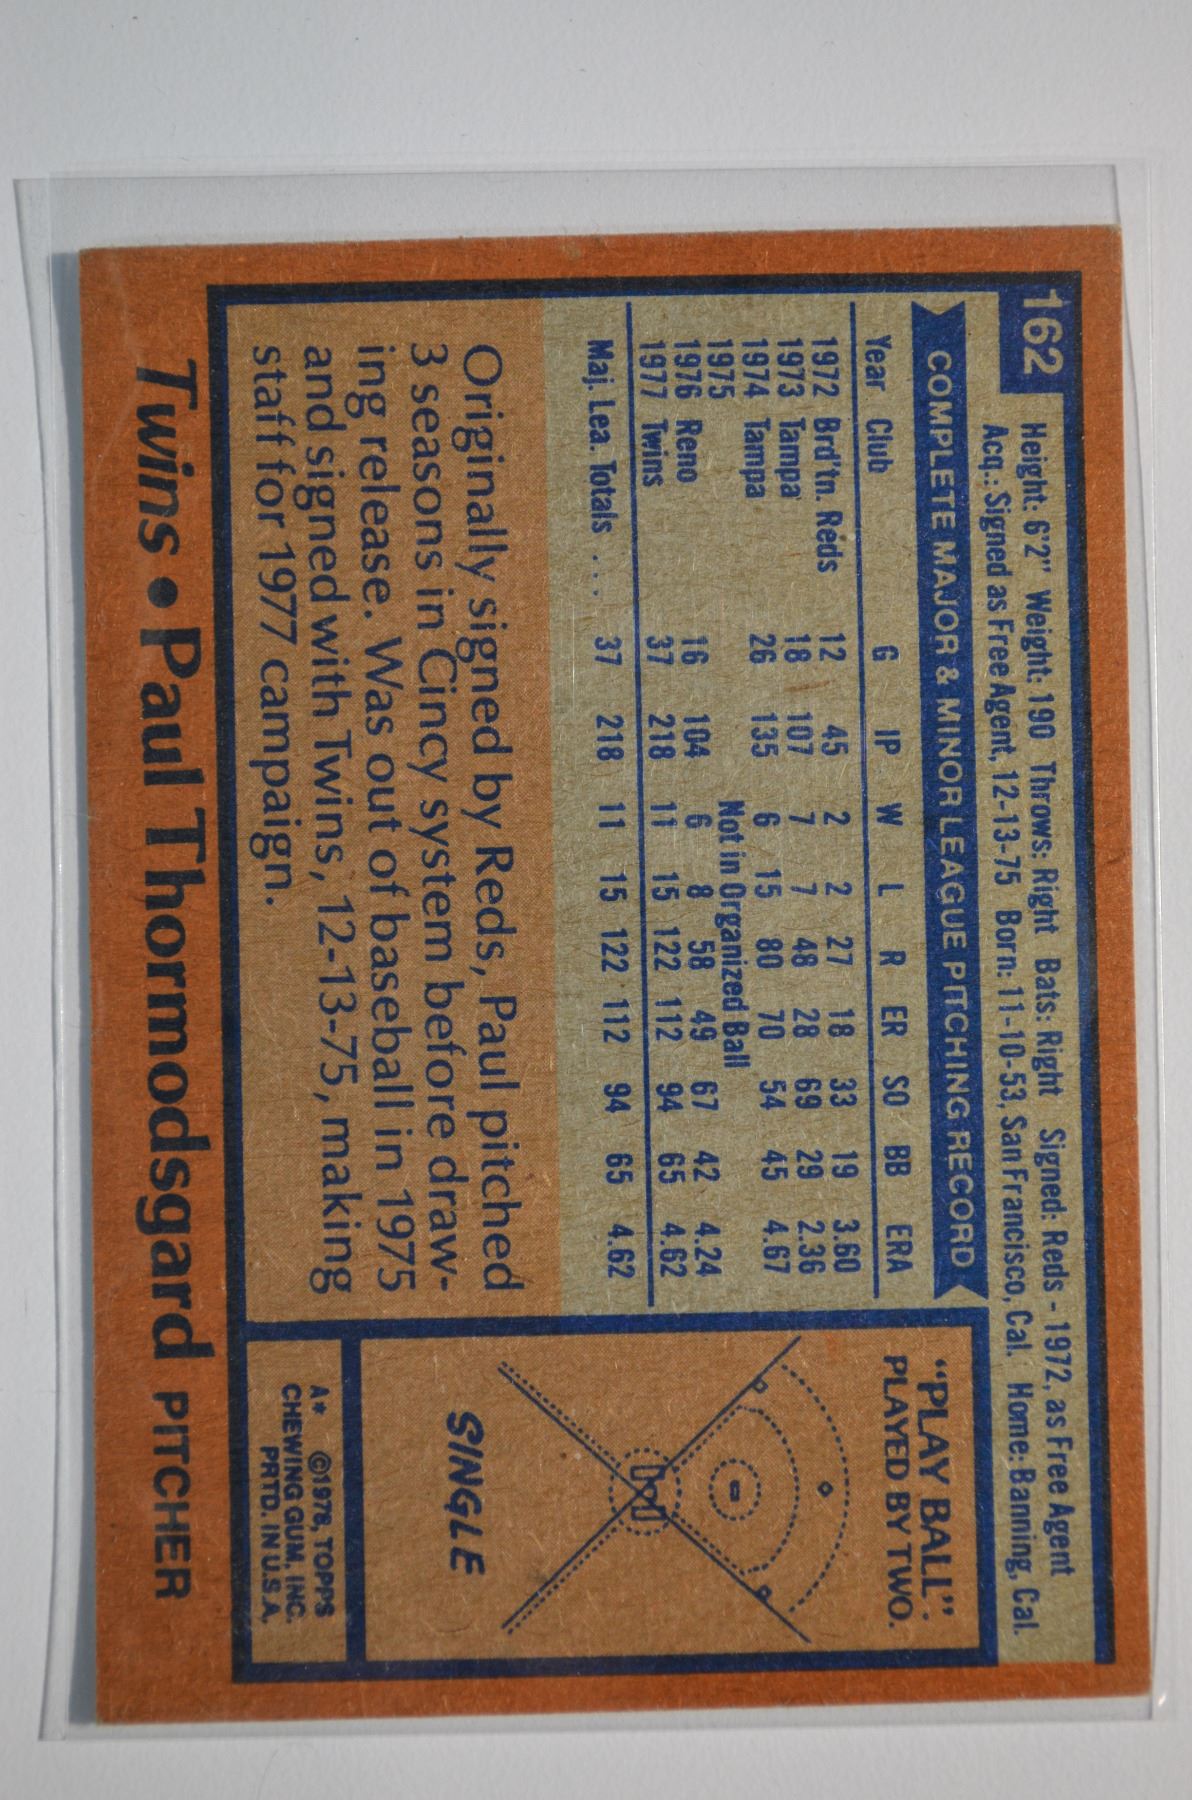 162
Height: 6'2" Weight: 190 Throws: Right Bats: Right Signed: Reds - 1972, as Free Agent
Acq.: Signed as Free Agent, 12-13-75 Born: 11-10-53, San Francisco, Cal. Home: Banning, Cal.
COMPLETE MAJOR & MINOR LEAGUE PITCHING RECORD
Year Club G IP W L R ER SO BB ERA
1972 Brd'tn. Reds 12 45 2 2 27 18 33 19 3.60
1973 Tampa 18 107 7 7 48 28 69 29 2.36
1974 Tampa 26 135 6 15 80 70 54 45 4.67
1975 Not in Organized Ball
1976 Reno 16 104 6 8 58 49 67 42 4.24
1977 Twins 37 218 11 15 122 112 94 65 4.62
Maj. Lea. Totals ... 37 218 11 15 122 112 94 65 4.62
Originally signed by Reds, Paul pitched
3 seasons in Cincy system before draw-
ing release. Was out of baseball in 1975
and signed with Twins, 12-13-75, making
staff for 1977 campaign.
"PLAY BALL":
PLAYED BY TWO.
SINGLE
A* ©1978, TOPPS
CHEWING GUM, INC.
PRTD. IN U.S.A.
Twins • Paul Thormodsgard PITCHER